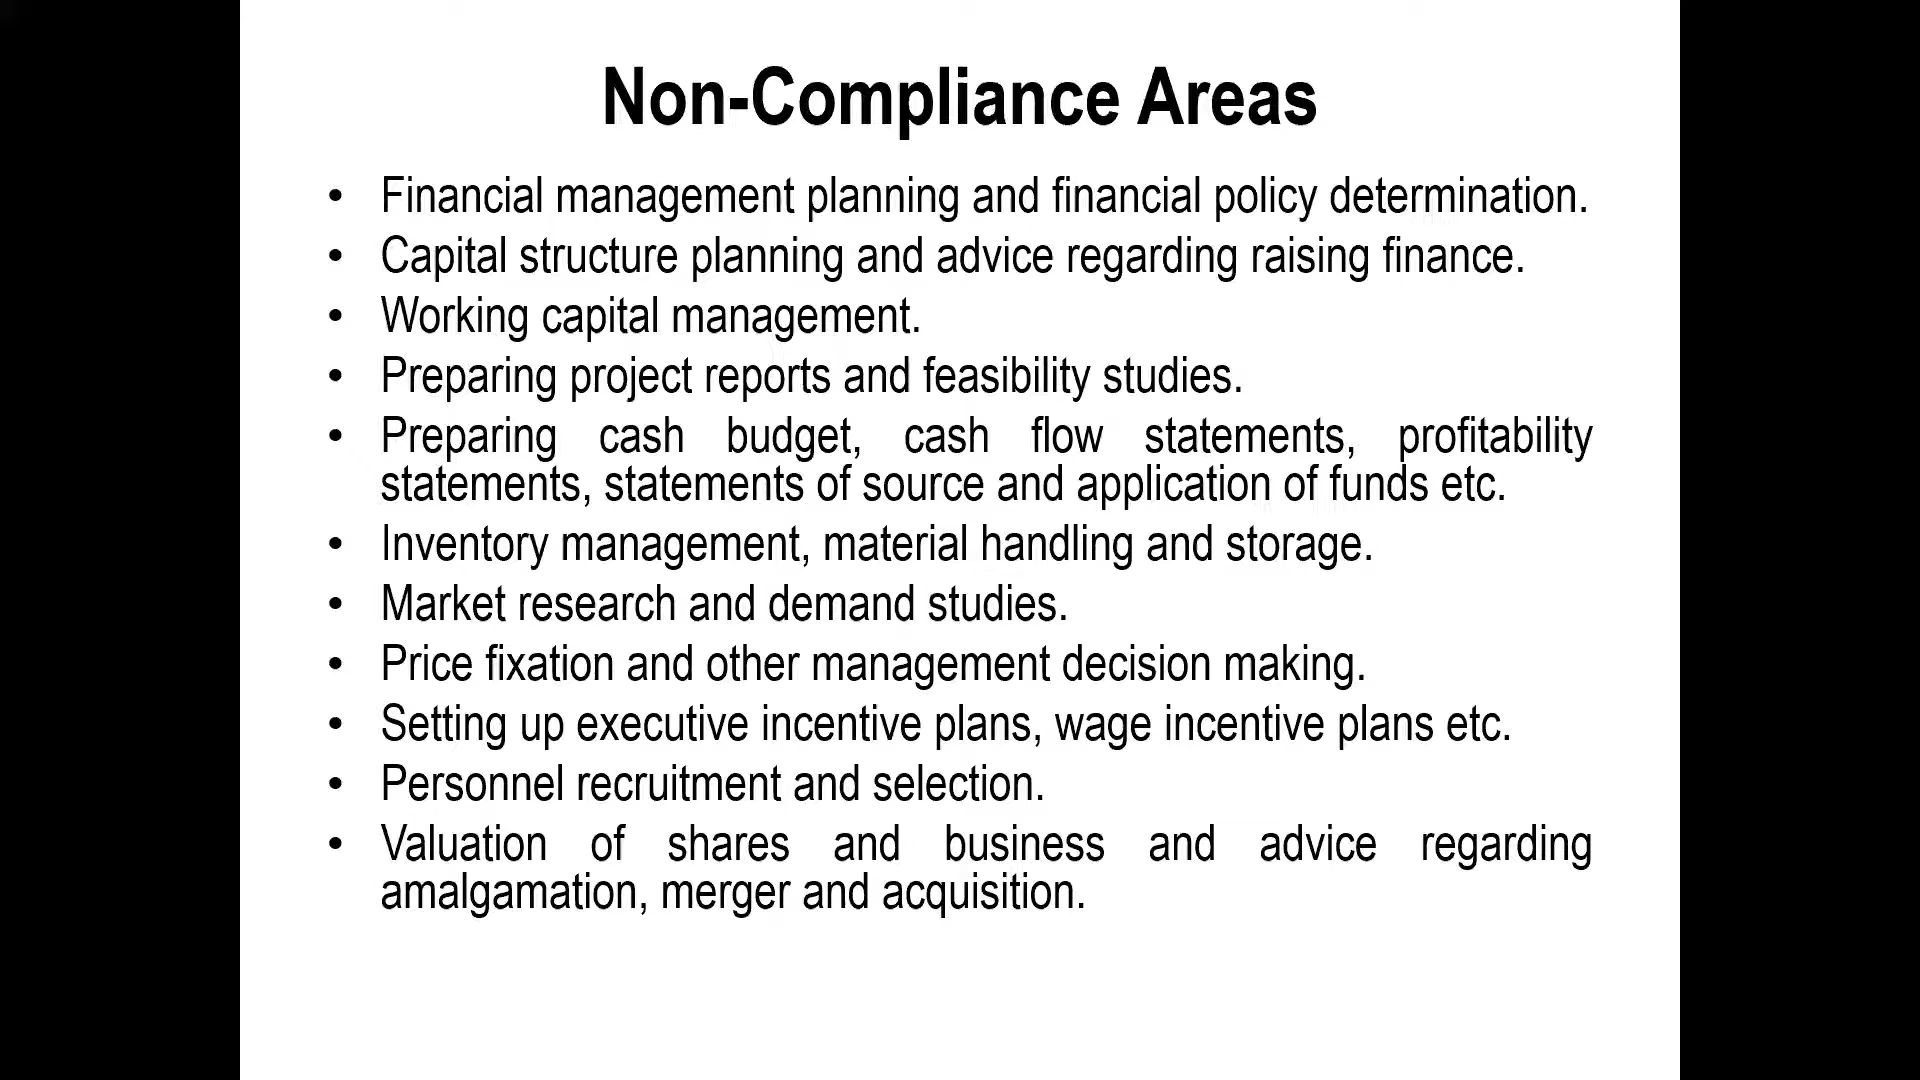 Non-Compliance Areas
• Financial management planning and financial policy determination.
• Capital structure planning and advice regarding raising finance.
• Working capital management.
• Preparing project reports and feasibility studies.
• Preparing cash budget, cash flow statements, profitability
statements, statements of source and application of funds etc.
• Inventory management, material handling and storage.
• Market research and demand studies.
• Price fixation and other management decision making.
• Setting up executive incentive plans, wage incentive plans etc.
• Personnel recruitment and selection.
• Valuation of shares and business and advice regarding
amalgamation, merger and acquisition.